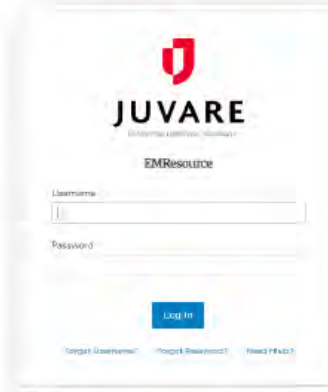 JUVARE
EMResource
Username
Password
Log In
Forgot Username? Forgot Password? Need Help?